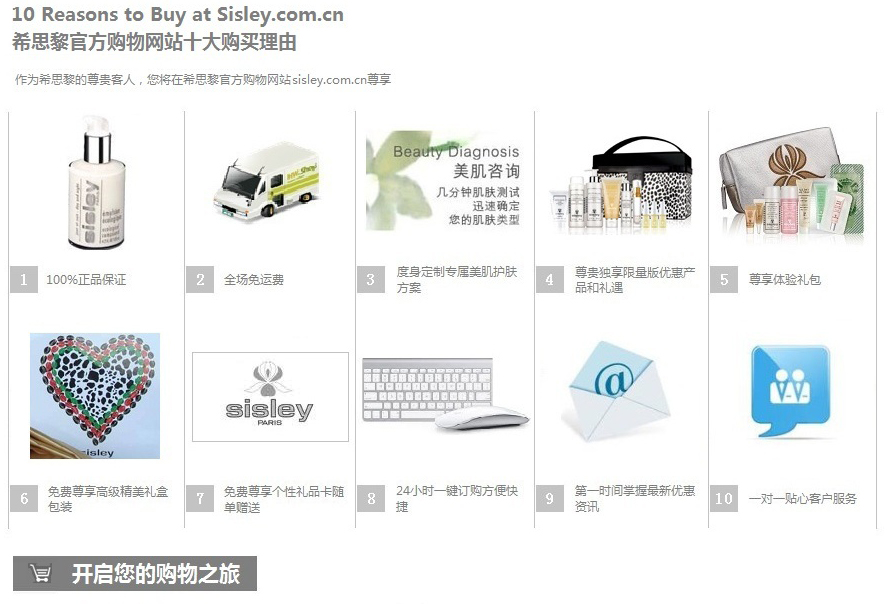 10 Reasons to Buy at Sisley.com.cn
希思黎官方购物网站十大购买理由
作为希思黎的尊贵客人，您将在希思黎官方购物网站sisley.com.cn尊享
sisley
Beauty Diagnosis
美肌咨询
几分钟肌肤测试
迅速确定
您的肌肤类型
1 100%正品保证
2 全场免运费
3 度身定制专属美肌护肤
方案
4 尊贵独享限量版优惠产
品和礼遇
5 尊享体验礼包
sisley
sisley
PARIS
@
6 免费尊享高级精美礼盒
包装
7 免费尊享个性礼品卡随
单赠送
8 24小时一键订购方便快
捷
9 第一时间掌握最新优惠
资讯
10 一对一贴心客户服务
开启您的购物之旅